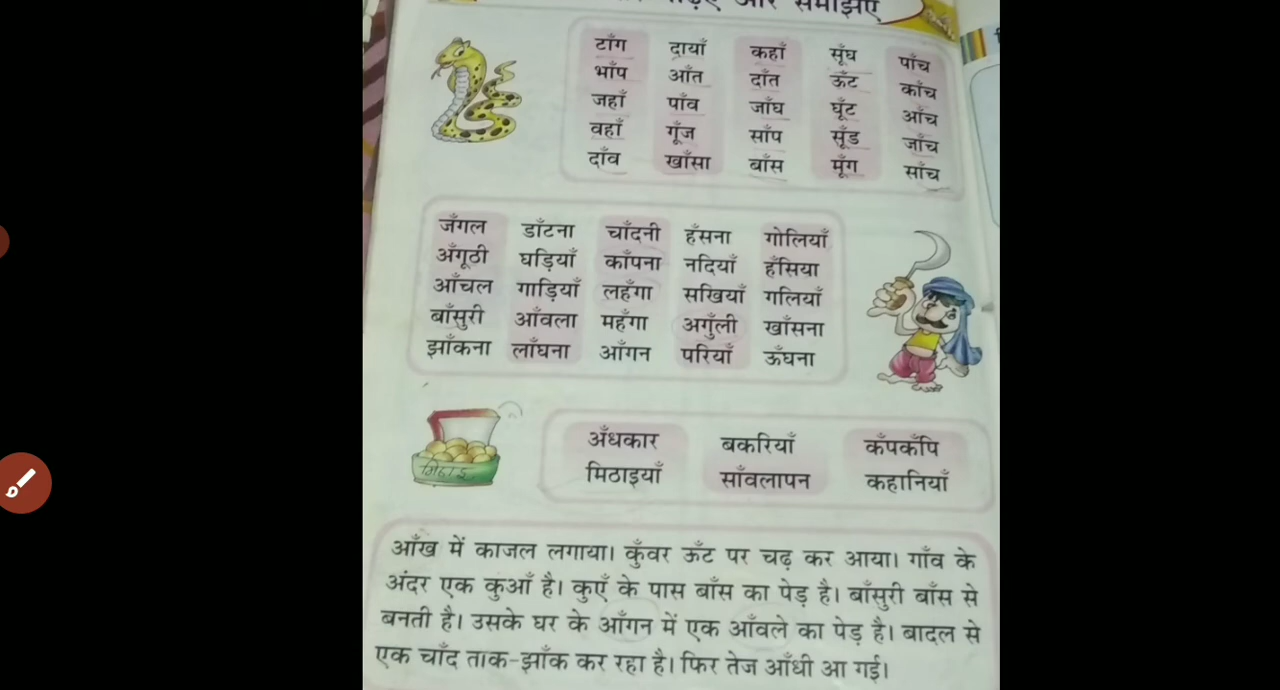 पढ़िए और समझिए
टाँग दायाँ कहाँ सूँघ पाँच
भाँप आँत दाँत ऊँट काँच
जहाँ पाँव जाँघ घूँट आँच
वहाँ गूँज साँप सूँड जाँच
दाँव खाँसा बाँस मूँग साँच
जँगल डाँटना चाँदनी हँसना गोलियाँ
अँगूठी घड़ियाँ काँपना नदियाँ हँसिया
आँचल गाड़ियाँ लहँगा सखियाँ गलियाँ
बाँसुरी आँवला महँगा अगुँली खाँसना
झाँकना लाँघना आँगन परियाँ ऊँघना
अँधकार बकरियाँ कँपकँपि
मिठाइयाँ साँवलापन कहानियाँ
आँख में काजल लगाया। कुँवर ऊँट पर चढ़ कर आया। गाँव के
अंदर एक कुआँ है। कुएँ के पास बाँस का पेड़ है। बाँसुरी बाँस से
बनती है। उसके घर के आँगन में एक आँवले का पेड़ है। बादल से
एक चाँद ताक-झाँक कर रहा है। फिर तेज आँधी आ गई।